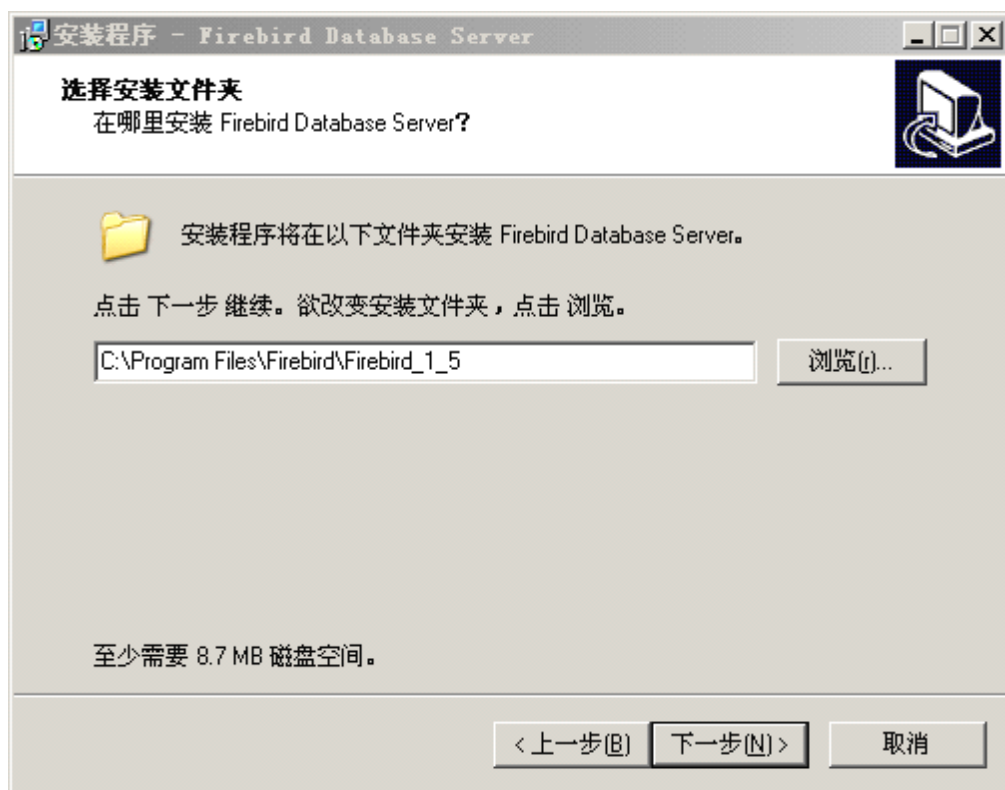 安装程序 - Firebird Database Server
选择安装文件夹
在哪里安装 Firebird Database Server?
安装程序将在以下文件夹安装 Firebird Database Server。
点击 下一步 继续。欲改变安装文件夹，点击 浏览。
C:\Program Files\Firebird\Firebird_1_5
浏览(r)...
至少需要 8.7 MB 磁盘空间。
<上一步(B)
下一步(N)>
取消